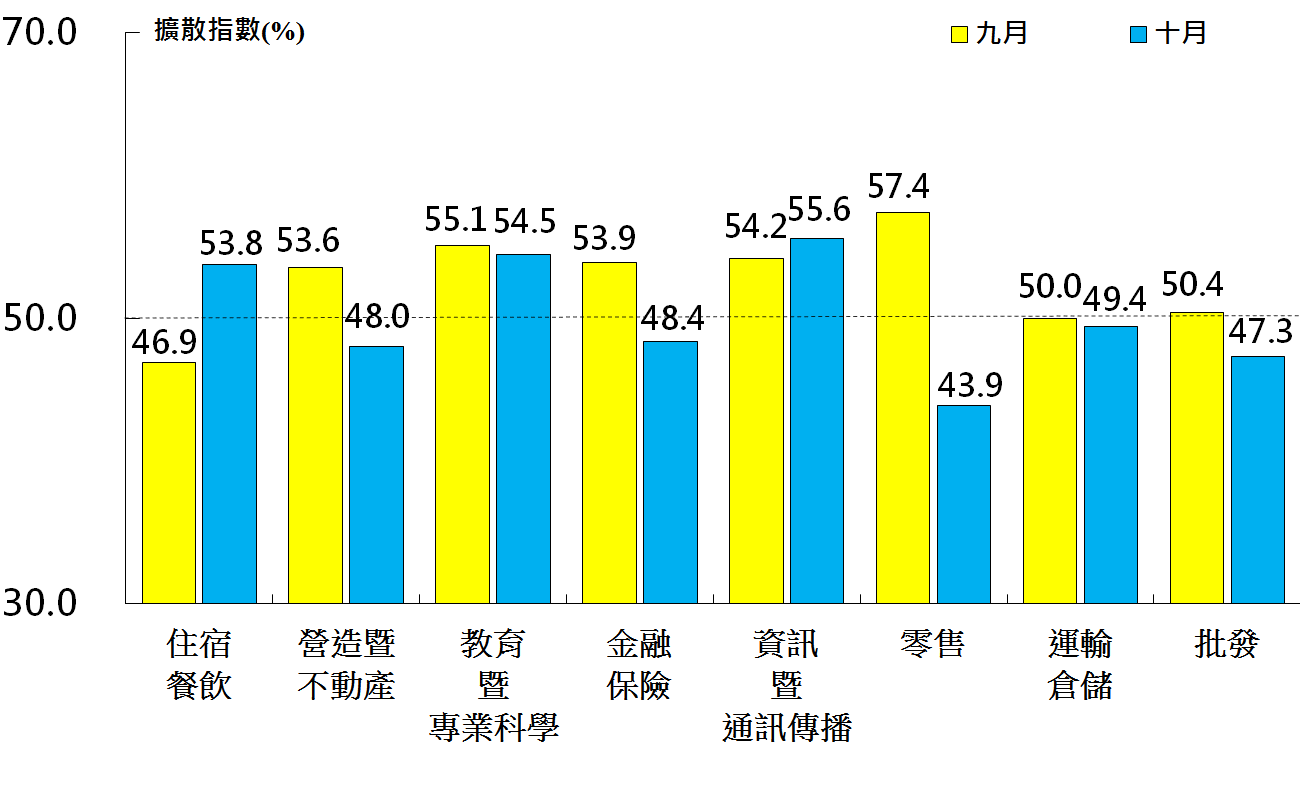 70.0
擴散指數(%)
九月
十月
57.4
55.1
54.5
55.6
53.8
53.6
53.9
54.2
50.0
50.0
49.4
50.4
46.9
48.0
48.4
47.3
43.9
30.0
住宿
餐飲
營造暨
不動產
教育
暨
專業科學
金融
保險
資訊
暨
通訊傳播
零售
運輸
倉儲
批發